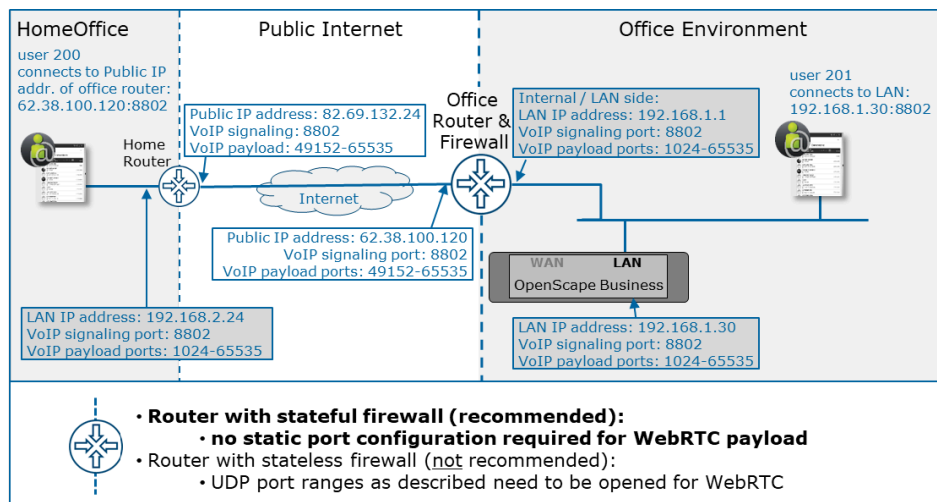 HomeOffice
Public Internet
Office Environment
user 200
connects to Public IP
addr. of office router:
62.38.100.120:8802
Home
Router
Public IP address: 82.69.132.24
VoIP signaling: 8802
VoIP payload: 49152-65535
Internet
Office
Router &
Firewall
Public IP address: 62.38.100.120
VoIP signaling port: 8802
VoIP payload ports: 49152-65535
Internal / LAN side:
LAN IP address: 192.168.1.1
VoIP signaling port: 8802
VoIP payload ports: 1024-65535
user 201
connects to LAN:
192.168.1.30:8802
WAN LAN
OpenScape Business
LAN IP address: 192.168.2.24
VoIP signaling port: 8802
VoIP payload ports: 1024-65535
LAN IP address: 192.168.1.30
VoIP signaling port: 8802
VoIP payload ports: 1024-65535
• Router with stateful firewall (recommended):
• no static port configuration required for WebRTC payload
• Router with stateless firewall (not recommended):
• UDP port ranges as described need to be opened for WebRTC